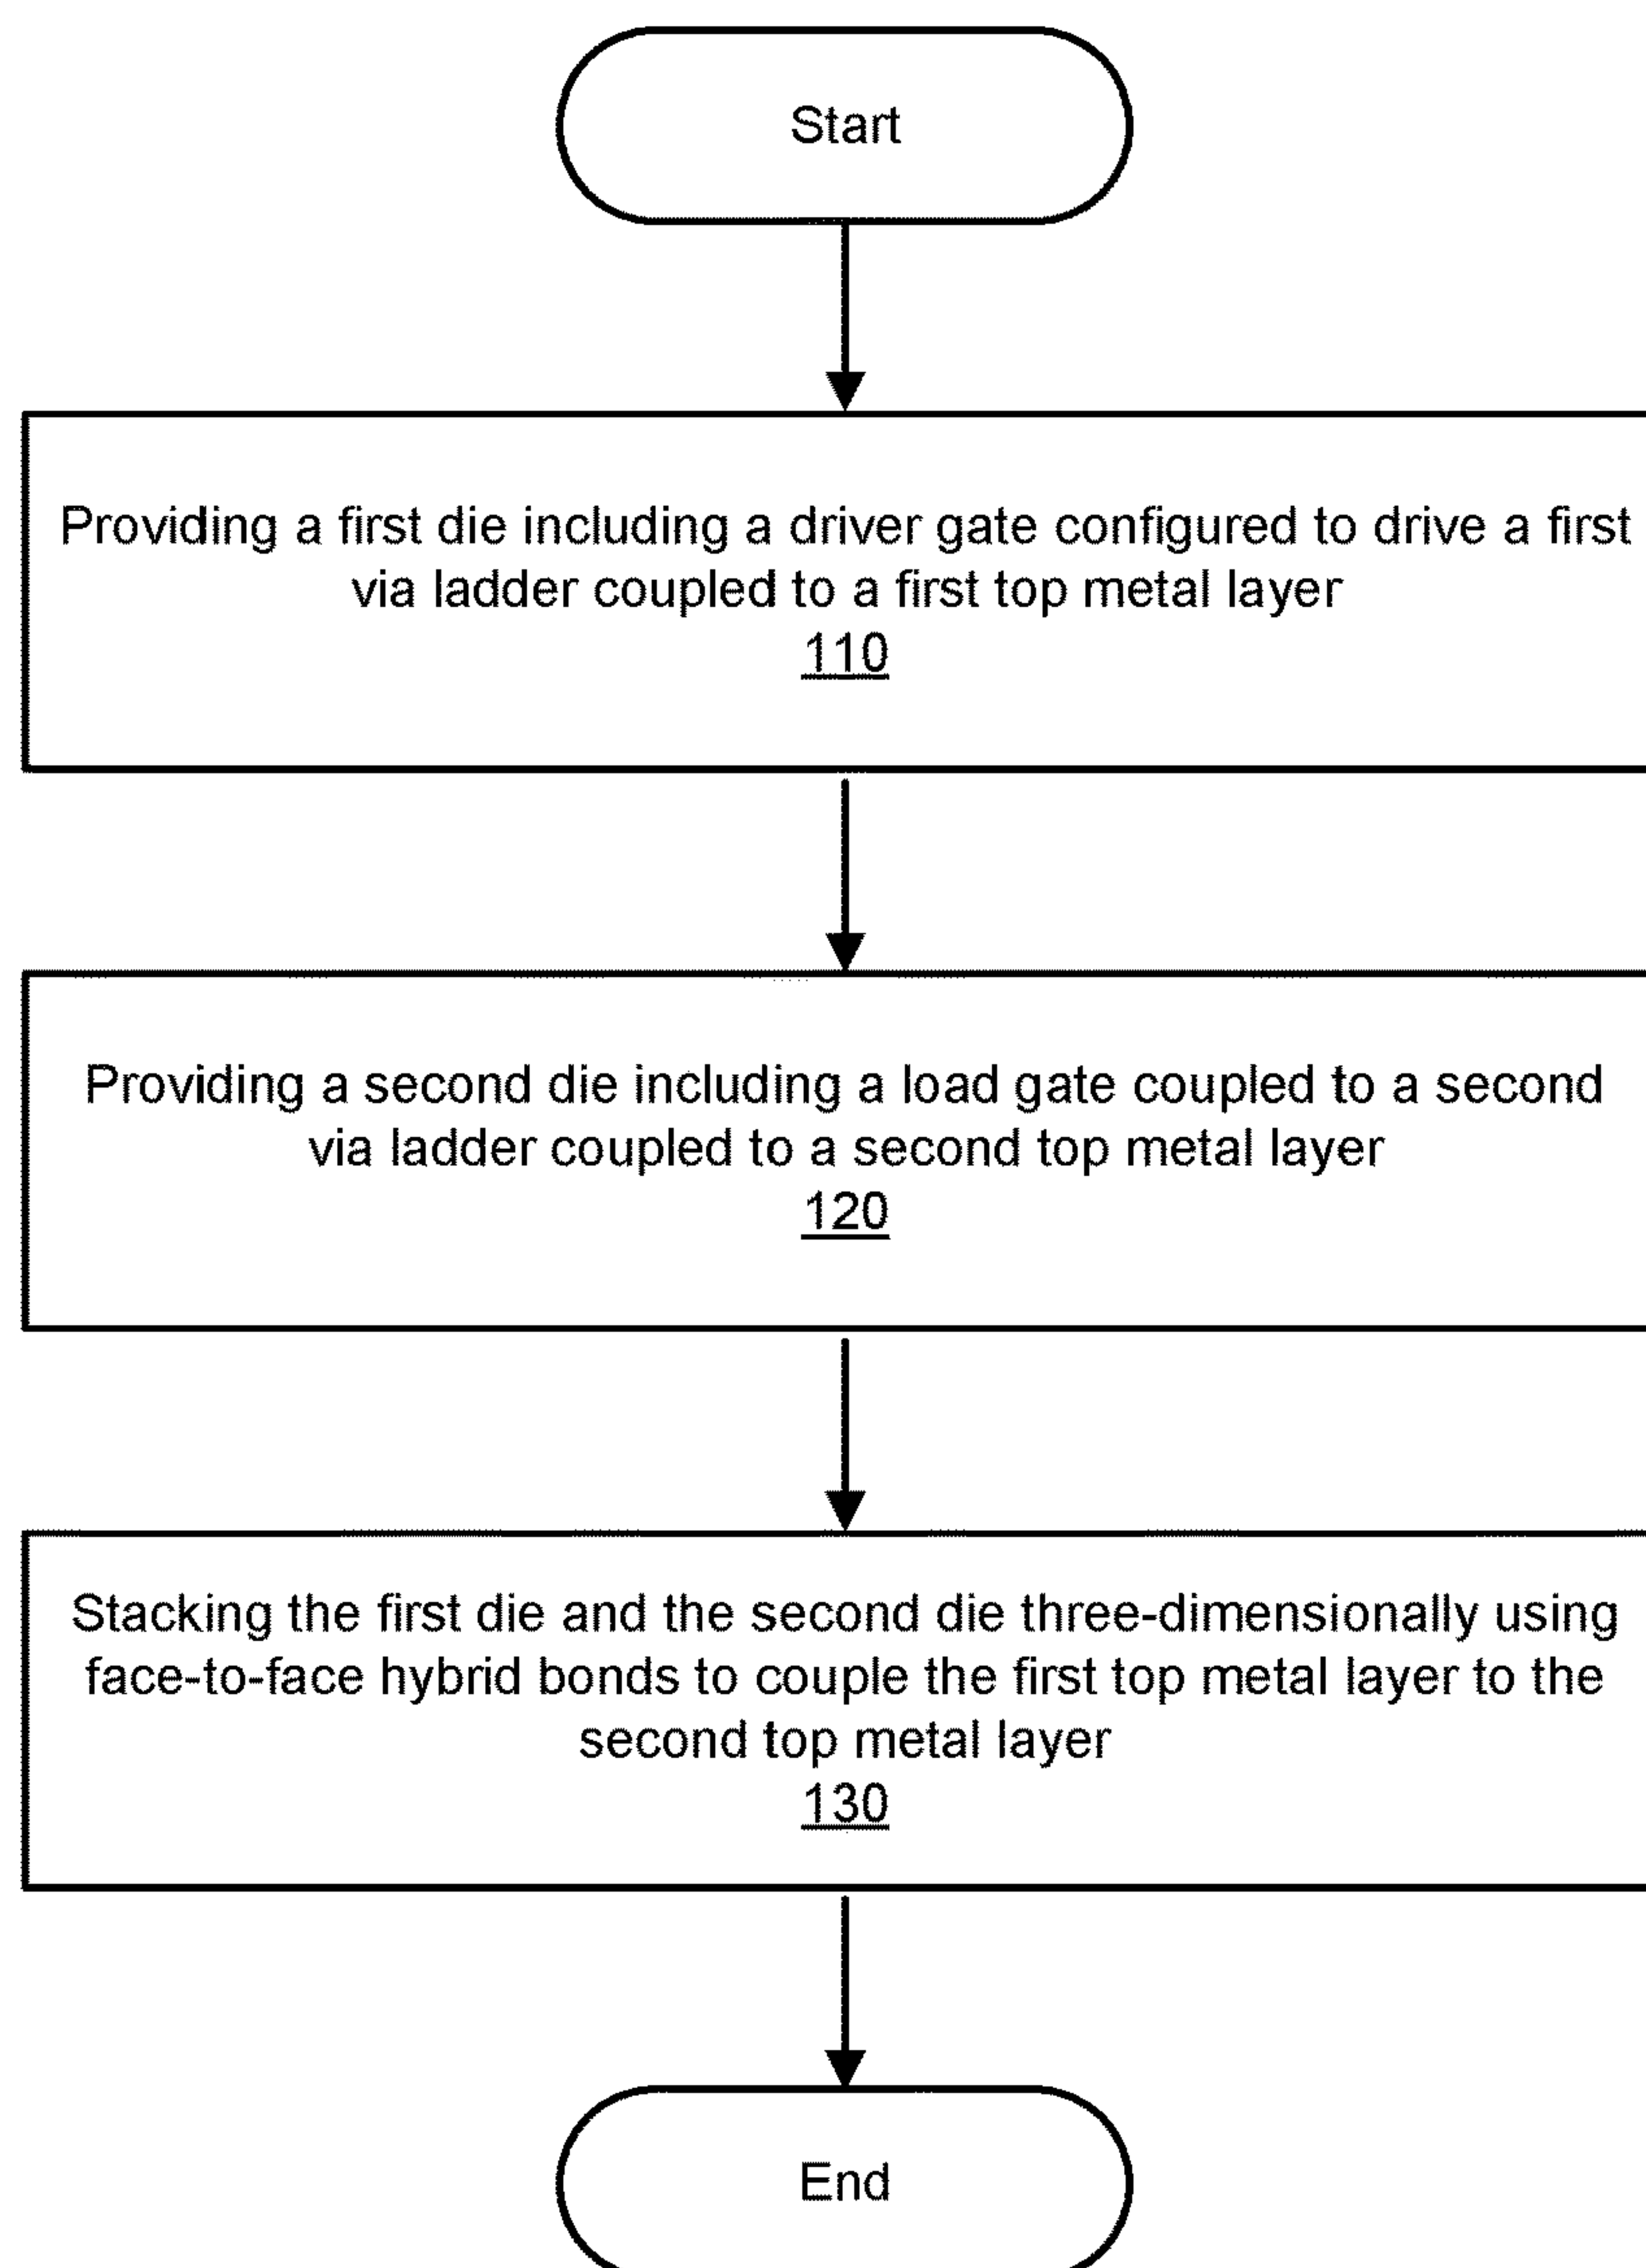 Start
Providing a first die including a driver gate configured to drive a first
via ladder coupled to a first top metal layer
110
Providing a second die including a load gate coupled to a second
via ladder coupled to a second top metal layer
120
Stacking the first die and the second die three-dimensionally using
face-to-face hybrid bonds to couple the first top metal layer to the
second top metal layer
130
End